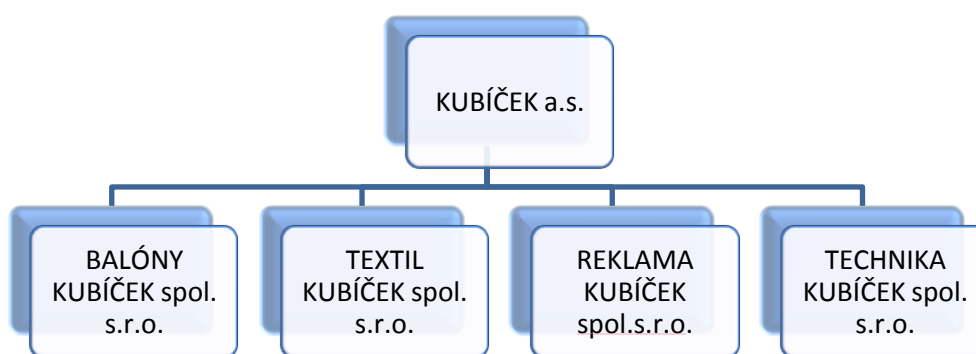 KUBÍČEK a.s.
BALÓNY
KUBÍČEK spol.
s.r.o.
TEXTIL
KUBÍČEK spol.
s.r.o.
REKLAMA
KUBÍČEK
spol.s.r.o.
TECHNIKA
KUBÍČEK spol.
s.r.o.